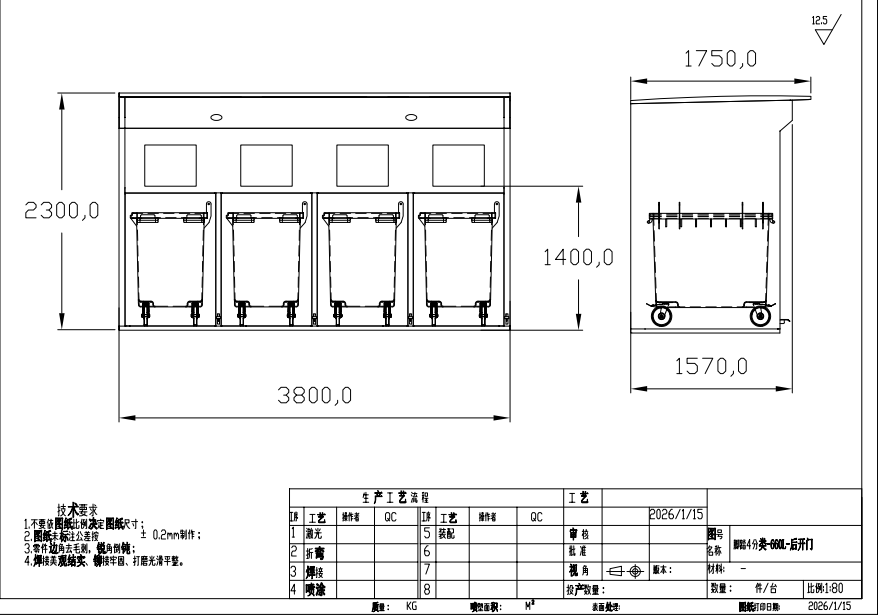 12.5
1750,0
2300,0
1400,0
1570,0
3800,0
技术要求
1.不要依图纸比例决定图纸尺寸；
2.图纸未标注公差按 ± 0.2mm制作；
3.零件边角去毛刺，锐角倒钝；
4.焊接美观结实、铆接牢固、打磨光滑平整。
生产工艺流程 工艺
工序 工艺 操作者 QC 工序 工艺 操作者 QC 2026/1/15
1 激光 5 装配 审核 图号
2 折弯 6 批准 名称 4分类-660L-后开门
3 焊接 7 视角 版本： 材料： -
4 喷涂 8 投产数量： 数量： 件/台 比例:1:80
质量： KG 喷塑面积： M² 表面处理: 图纸打印日期: 2026/1/15